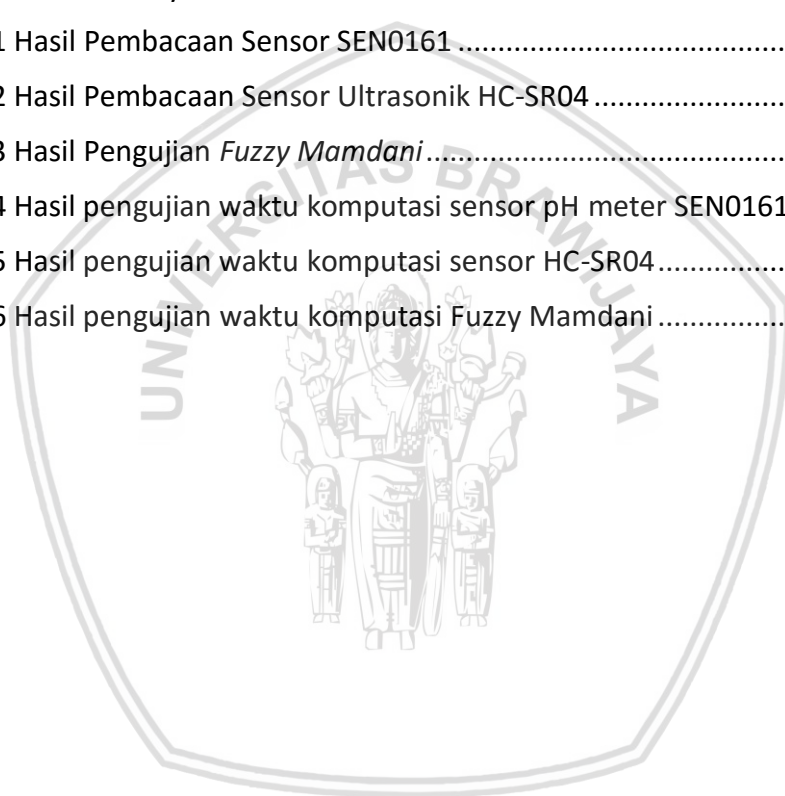 1 Hasil Pembacaan Sensor SEN0161 ........................................
2 Hasil Pembacaan Sensor Ultrasonik HC-SR04 ........................
3 Hasil Pengujian Fuzzy Mamdani .............................................
4 Hasil pengujian waktu komputasi sensor pH meter SEN0161
5 Hasil pengujian waktu komputasi sensor HC-SR04 ................
6 Hasil pengujian waktu komputasi Fuzzy Mamdani ................
UNIVERSITAS BRAWIJAYA